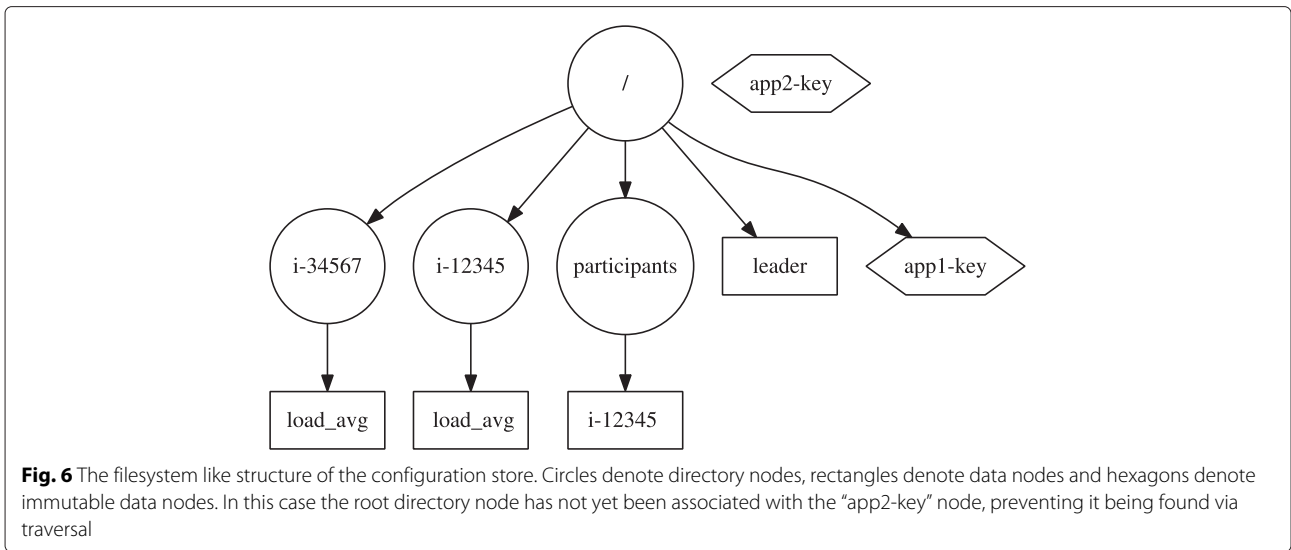 /
app2-key
i-34567
i-12345
participants
leader
app1-key
load_avg
load_avg
i-12345
Fig. 6 The filesystem like structure of the configuration store. Circles denote directory nodes, rectangles denote data nodes and hexagons denote
immutable data nodes. In this case the root directory node has not yet been associated with the “app2-key” node, preventing it being found via
traversal